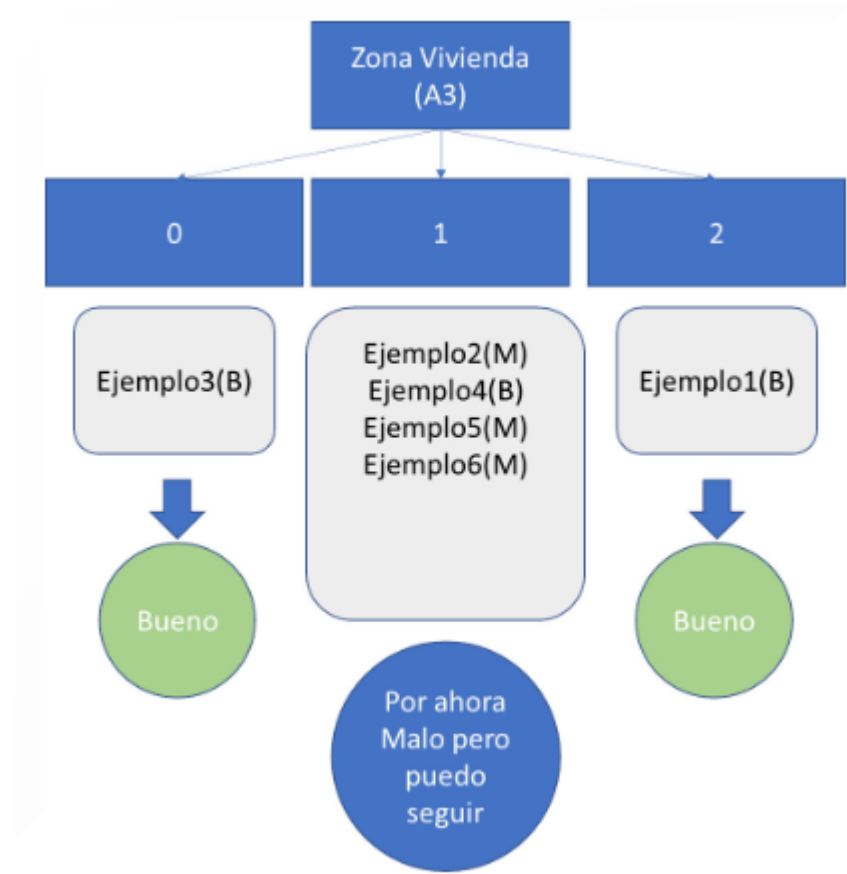 Zona Vivienda
(A3)
0
1
2
Ejemplo3(B)
Ejemplo2(M)
Ejemplo4(B)
Ejemplo5(M)
Ejemplo6(M)
Ejemplo1(B)
Bueno
Por ahora
Malo pero
puedo
seguir
Bueno